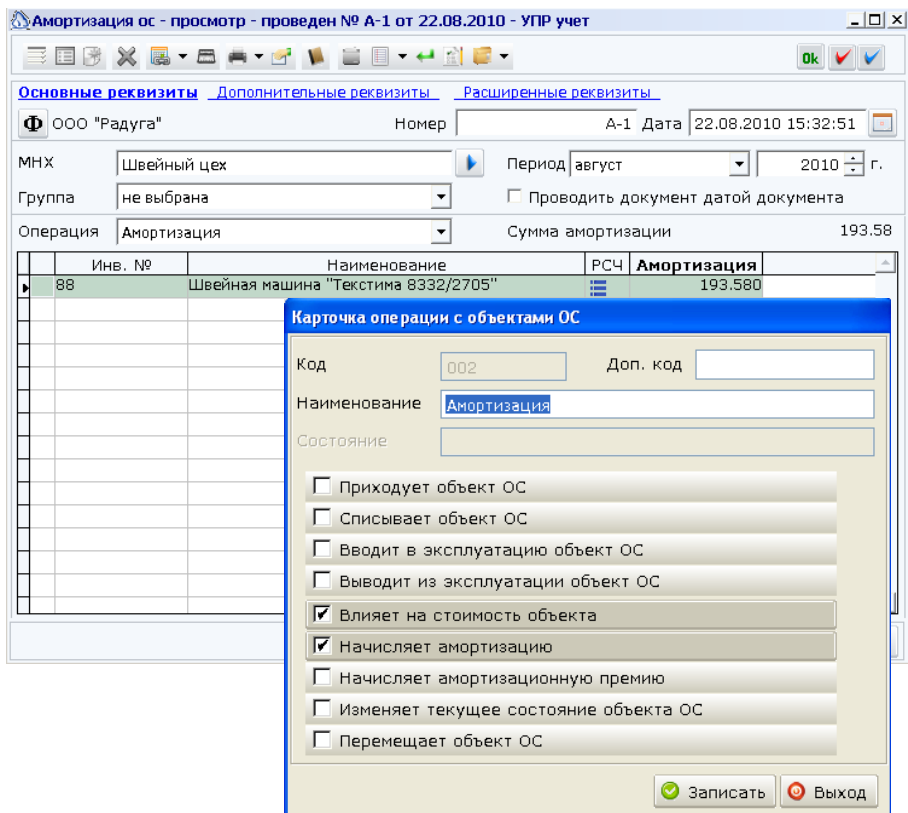 Амортизация ос - просмотр - проведен № А-1 от 22.08.2010 - УПР учет
Ok
Основные реквизиты Дополнительные реквизиты Расширенные реквизиты
Ф ООО "Радуга" Номер А-1 Дата 22.08.2010 15:32:51
МНХ Швейный цех Период август 2010 г.
Группа не выбрана Проводить документ датой документа
Операция Амортизация Сумма амортизации 193.58
Инв. № Наименование РСЧ Амортизация
88 Швейная машина "Текстима 8332/2705" 193.580
Карточка операции с объектами ОС
Код 002 Доп. код
Наименование Амортизация
Состояние
Приходует объект ОС
Списывает объект ОС
Вводит в эксплуатацию объект ОС
Выводит из эксплуатации объект ОС
Влияет на стоимость объекта
Начисляет амортизацию
Начисляет амортизационную премию
Изменяет текущее состояние объекта ОС
Перемещает объект ОС
Записать Выход